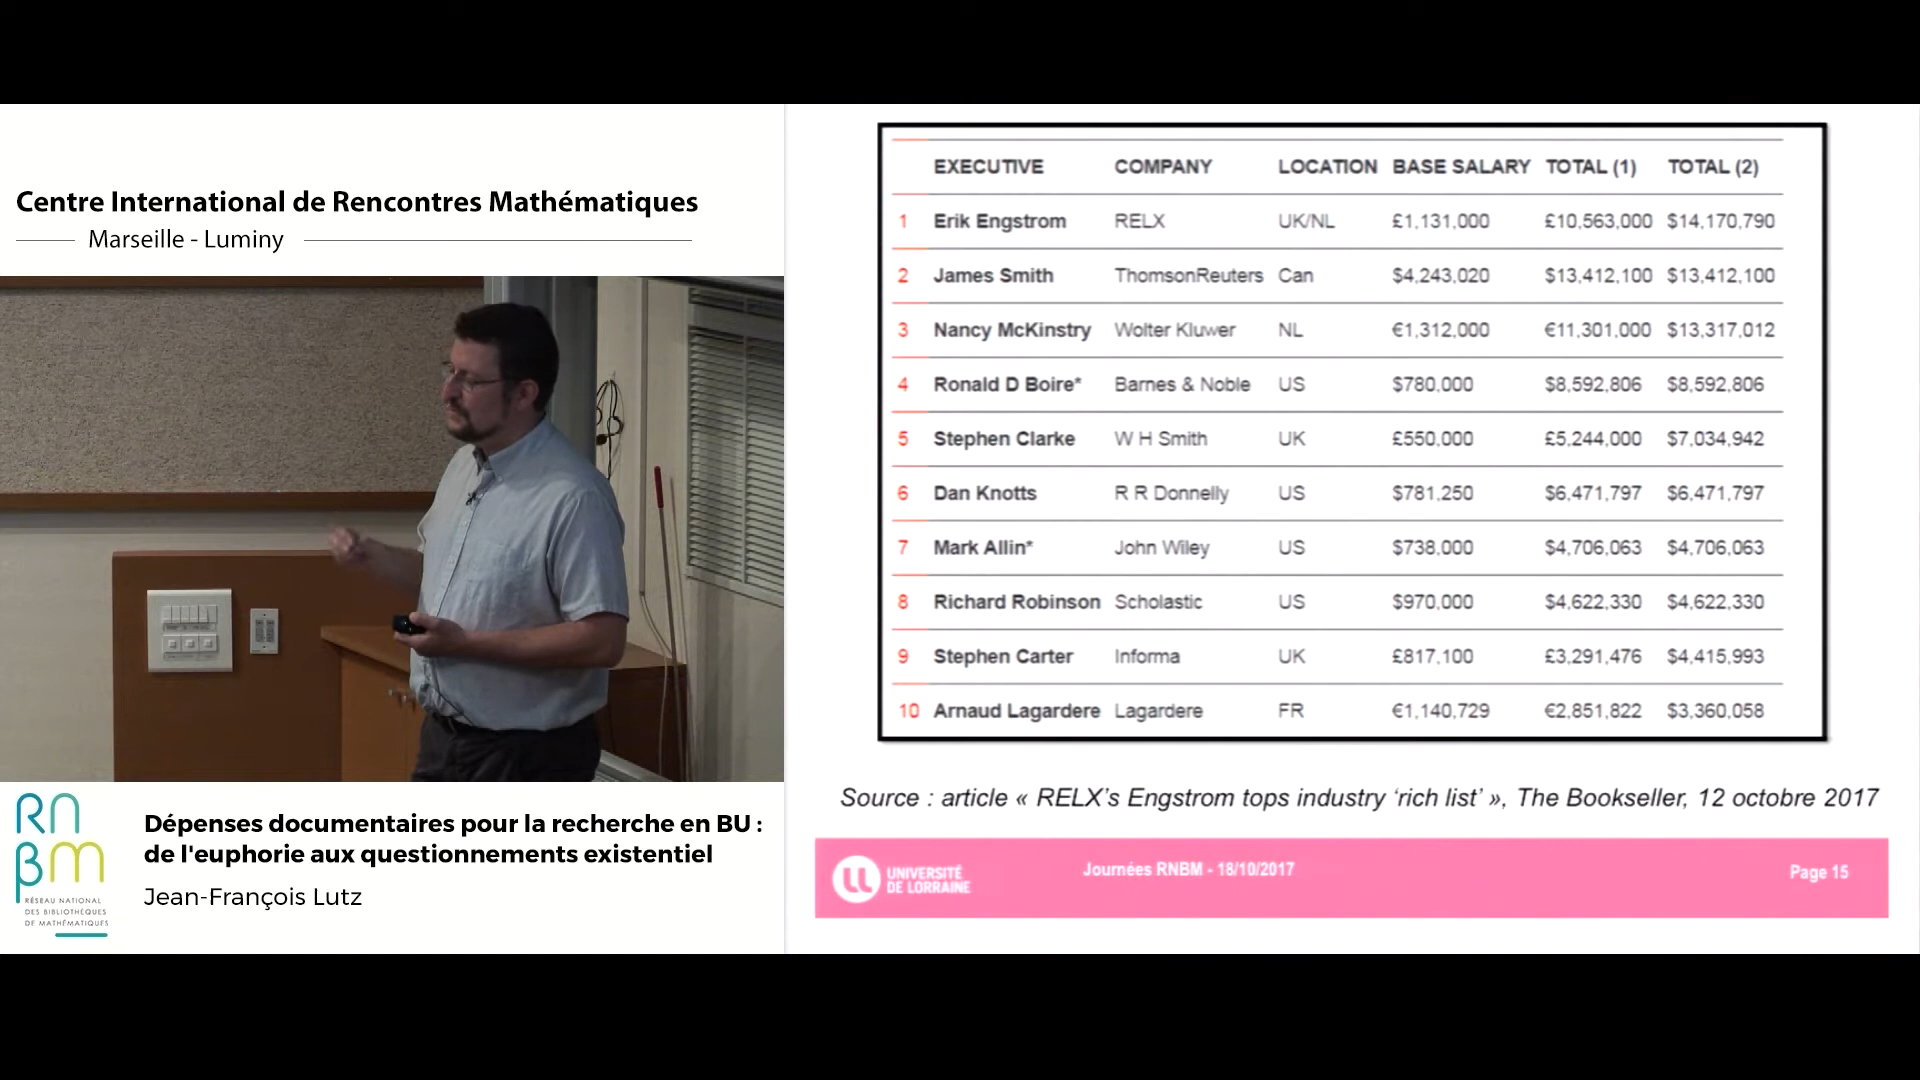 Centre International de Rencontres Mathématiques
Marseille - Luminy
RN
BM
RÉSEAU NATIONAL
DES BIBLIOTHÈQUES
DE MATHÉMATIQUES
Dépenses documentaires pour la recherche en BU :
de l'euphorie aux questionnements existentiel
Jean-François Lutz
EXECUTIVE COMPANY LOCATION BASE SALARY TOTAL (1) TOTAL (2)
1 Erik Engstrom RELX UK/NL £1,131,000 £10,563,000 $14,170,790
2 James Smith ThomsonReuters Can $4,243,020 $13,412,100 $13,412,100
3 Nancy McKinstry Wolter Kluwer NL €1,312,000 €11,301,000 $13,317,012
4 Ronald D Boire* Barnes & Noble US $780,000 $8,592,806 $8,592,806
5 Stephen Clarke W H Smith UK £550,000 £5,244,000 $7,034,942
6 Dan Knotts R R Donnelly US $781,250 $6,471,797 $6,471,797
7 Mark Allin* John Wiley US $738,000 $4,706,063 $4,706,063
8 Richard Robinson Scholastic US $970,000 $4,622,330 $4,622,330
9 Stephen Carter Informa UK £817,100 £3,291,476 $4,415,993
10 Arnaud Lagardere Lagardere FR €1,140,729 €2,851,822 $3,360,058
Source : article « RELX's Engstrom tops industry 'rich list' », The Bookseller, 12 octobre 2017
UNIVERSITÉ
DE LORRAINE
Journées RNBM - 18/10/2017
Page 15